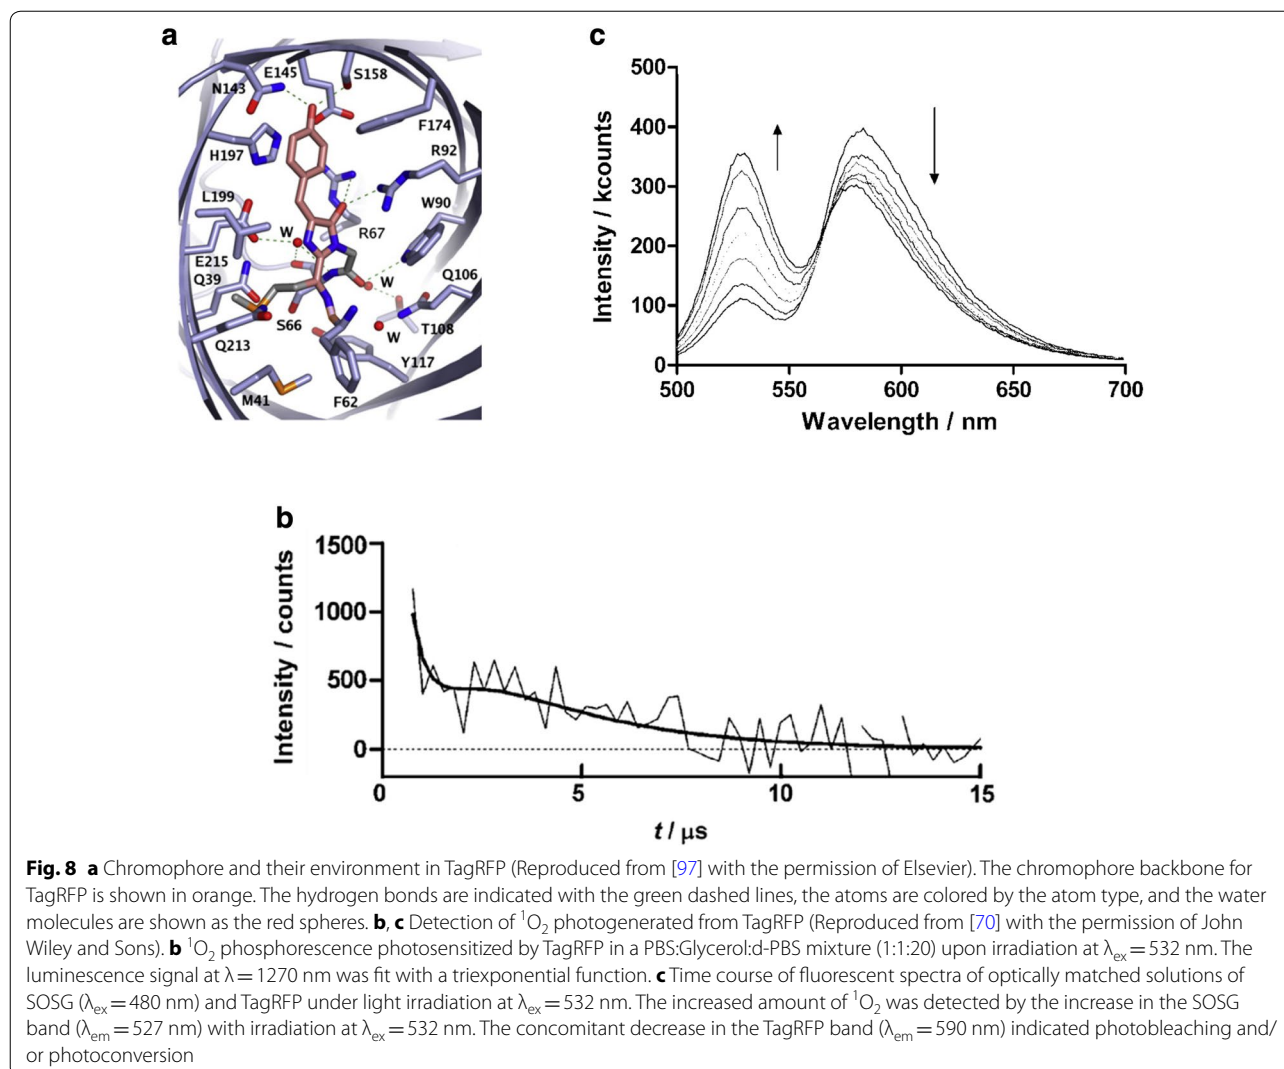 a
E145
S158
N143
F174
H197
R92
L199
W90
W
R67
E215
W
Q39
Q106
S66
T108
W
Q213
Y117
M41
F62
c
500
400
300
200
100
0
Intensity / kcounts
500 550 600 650 700
Wavelength / nm
b
1500
1000
500
0
Intensity / counts
0 5 10 15
t / µs
Fig. 8 a Chromophore and their environment in TagRFP (Reproduced from [97] with the permission of Elsevier). The chromophore backbone for
TagRFP is shown in orange. The hydrogen bonds are indicated with the green dashed lines, the atoms are colored by the atom type, and the water
molecules are shown as the red spheres. b, c Detection of ¹O₂ photogenerated from TagRFP (Reproduced from [70] with the permission of John
Wiley and Sons). b ¹O₂ phosphorescence photosensitized by TagRFP in a PBS:Glycerol:d-PBS mixture (1:1:20) upon irradiation at λex = 532 nm. The
luminescence signal at λ = 1270 nm was fit with a triexponential function. c Time course of fluorescent spectra of optically matched solutions of
SOSG (λex = 480 nm) and TagRFP under light irradiation at λex = 532 nm. The increased amount of ¹O₂ was detected by the increase in the SOSG
band (λem = 527 nm) with irradiation at λex = 532 nm. The concomitant decrease in the TagRFP band (λem = 590 nm) indicated photobleaching and/
or photoconversion